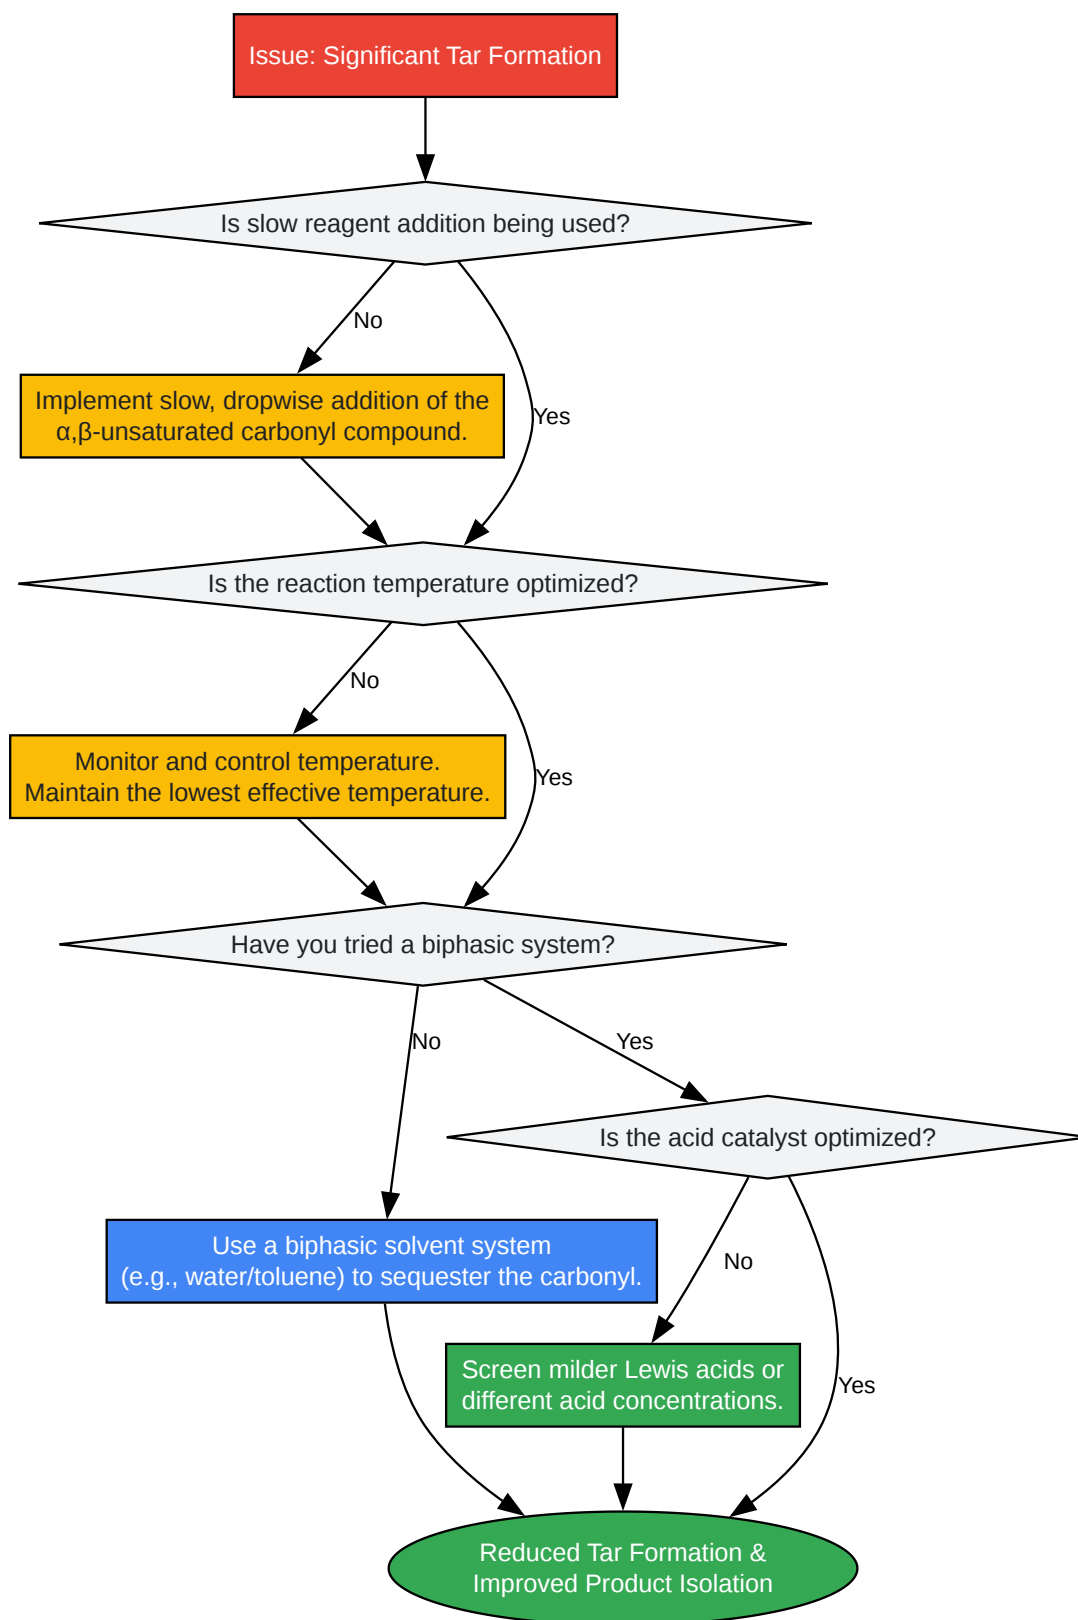 Issue: Significant Tar Formation
Is slow reagent addition being used?
No
Implement slow, dropwise addition of the
α,β-unsaturated carbonyl compound.
Yes
Is the reaction temperature optimized?
No
Monitor and control temperature.
Maintain the lowest effective temperature.
Yes
Have you tried a biphasic system?
No
Yes
Is the acid catalyst optimized?
Use a biphasic solvent system
(e.g., water/toluene) to sequester the carbonyl.
No
Screen milder Lewis acids or
different acid concentrations.
Yes
Reduced Tar Formation &
Improved Product Isolation